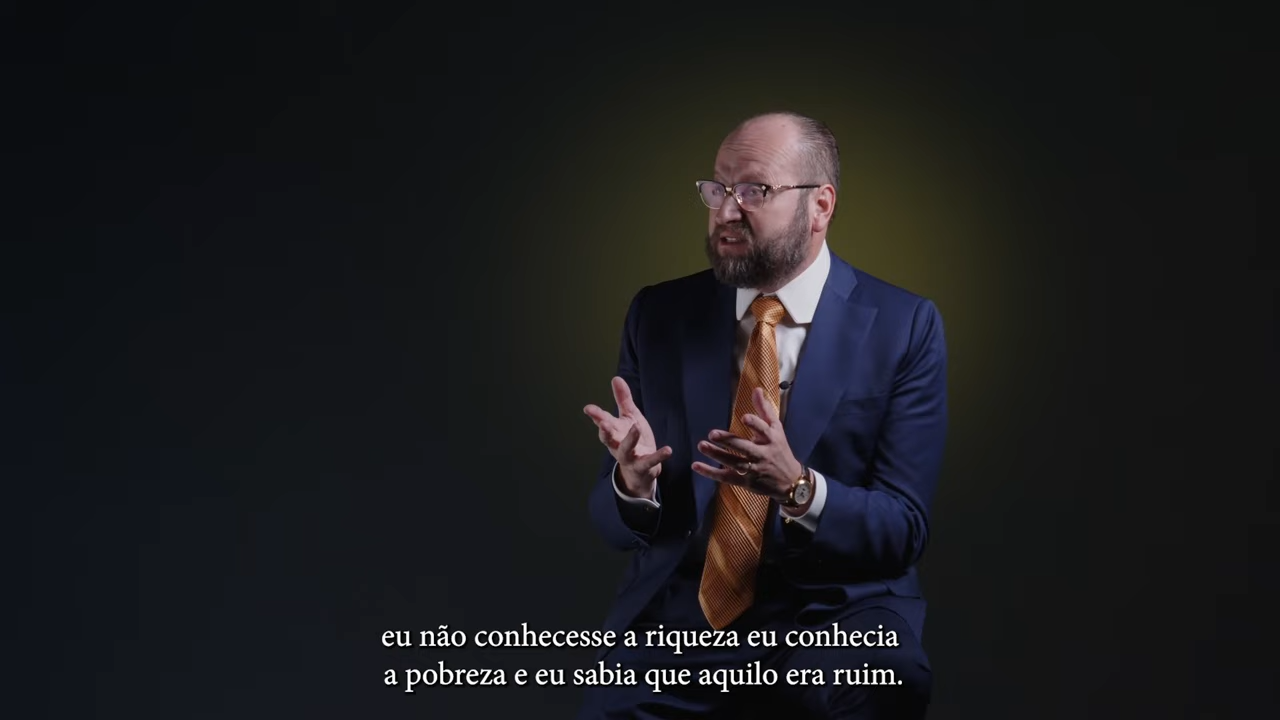 eu não conhecesse a riqueza eu conhecia
a pobreza e eu sabia que aquilo era ruim.